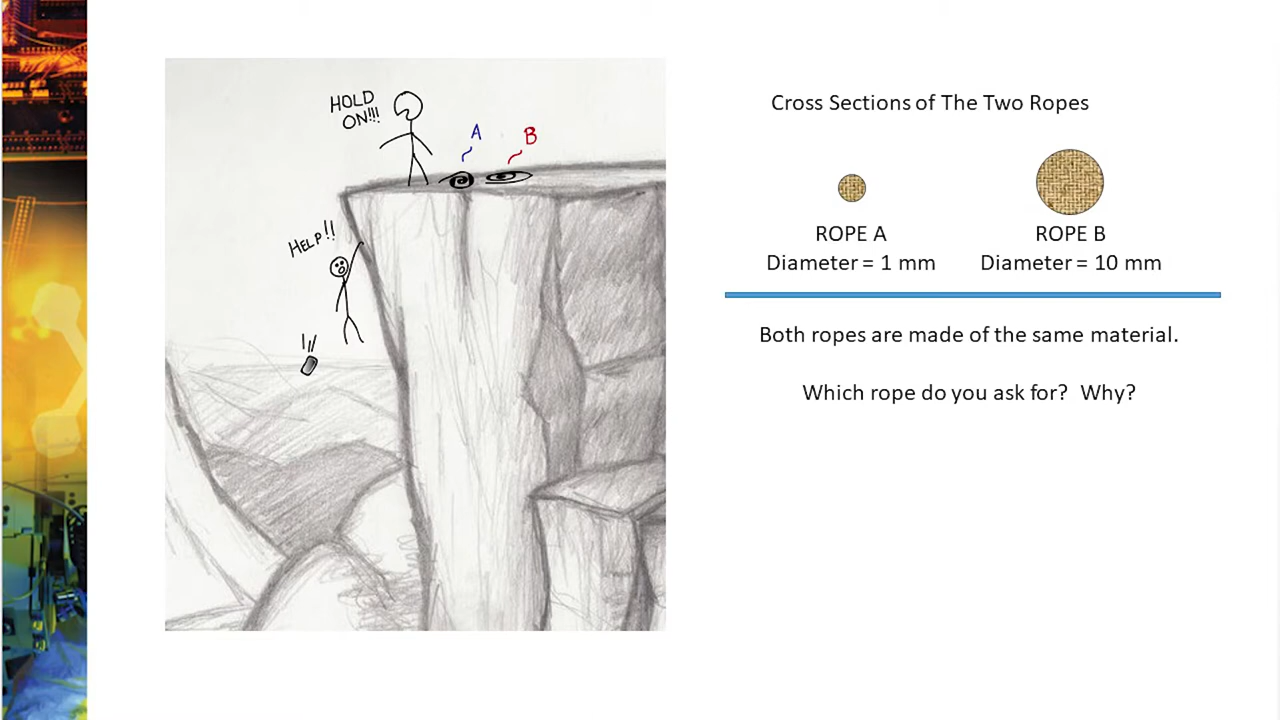 HOLD
ON!!!
A
B
HELP!!
Cross Sections of The Two Ropes
ROPE A
Diameter = 1 mm
ROPE B
Diameter = 10 mm
Both ropes are made of the same material.
Which rope do you ask for?  Why?